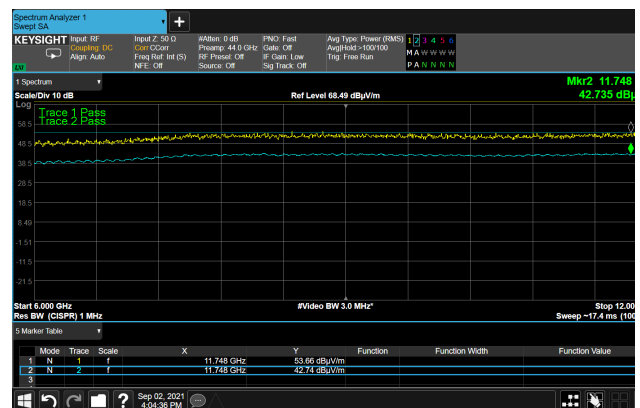 Spectrum Analyzer 1
Swept SA
KEYSIGHT Input: RF Input Z: 50 Ω #Atten: 0 dB PNO: Fast Avg Type: Power (RMS) 1 2 3 4 5 6
Coupling: DC Corr CCorr Preamp: 44.0 GHz Gate: Off Avg|Hold:>100/100 M A W W W W
Align: Auto Freq Ref: Int (S) RF Presel: Off IF Gain: Low Trig: Free Run
NFE: Off Source: Off Sig Track: Off P A N N N N
LXI
1 Spectrum
Mkr2 11.748
Scale/Div 10 dB Ref Level 68.49 dBµV/m 42.735 dBµ
Log
Trace 1 Pass
Trace 2 Pass
58.5
48.5
38.5
28.5
18.5
8.49
-1.51
-11.5
-21.5
Start 6.000 GHz #Video BW 3.0 MHz* Stop 12.00
Res BW (CISPR) 1 MHz Sweep ~17.4 ms (100
5 Marker Table
Mode Trace Scale X Y Function Function Width Function Value
1 N 1 f 11.748 GHz 53.66 dBµV/m
2 N 2 f 11.748 GHz 42.74 dBµV/m
3
? Sep 02, 2021
4:04:36 PM